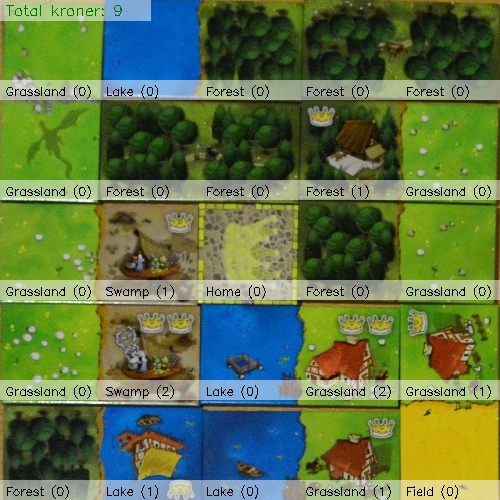 Total kroner: 9
Grassland (0) Lake (0) Forest (0) Forest (0) Forest (0)
Grassland (0) Forest (0) Forest (0) Forest (1) Grassland (0)
Grassland (0) Swamp (1) Home (0) Forest (0) Grassland (0)
Grassland (0) Swamp (2) Lake (0) Grassland (2) Grassland (1)
Forest (0) Lake (1) Lake (0) Grassland (1) Field (0)